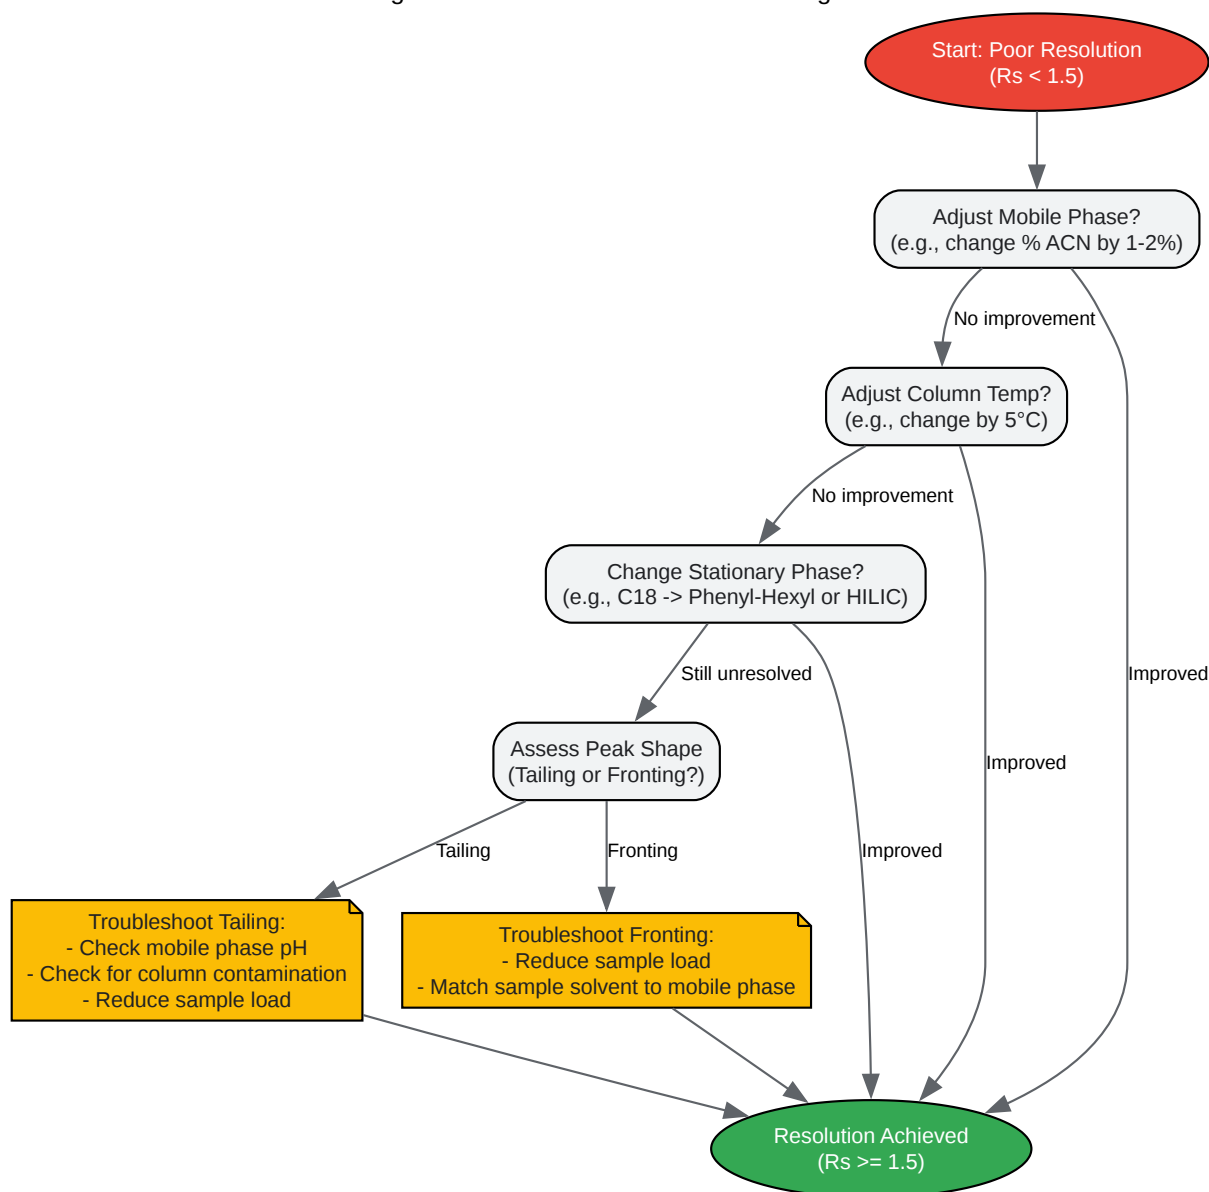 Start: Poor Resolution
(Rs < 1.5)
Adjust Mobile Phase?
(e.g., change % ACN by 1-2%)
No improvement
Adjust Column Temp?
(e.g., change by 5°C)
No improvement
Change Stationary Phase?
(e.g., C18 -> Phenyl-Hexyl or HILIC)
Still unresolved
Improved
Assess Peak Shape
(Tailing or Fronting?)
Improved
Tailing
Fronting
Improved
Troubleshoot Tailing:
- Check mobile phase pH
- Check for column contamination
- Reduce sample load
Troubleshoot Fronting:
- Reduce sample load
- Match sample solvent to mobile phase
Resolution Achieved
(Rs >= 1.5)